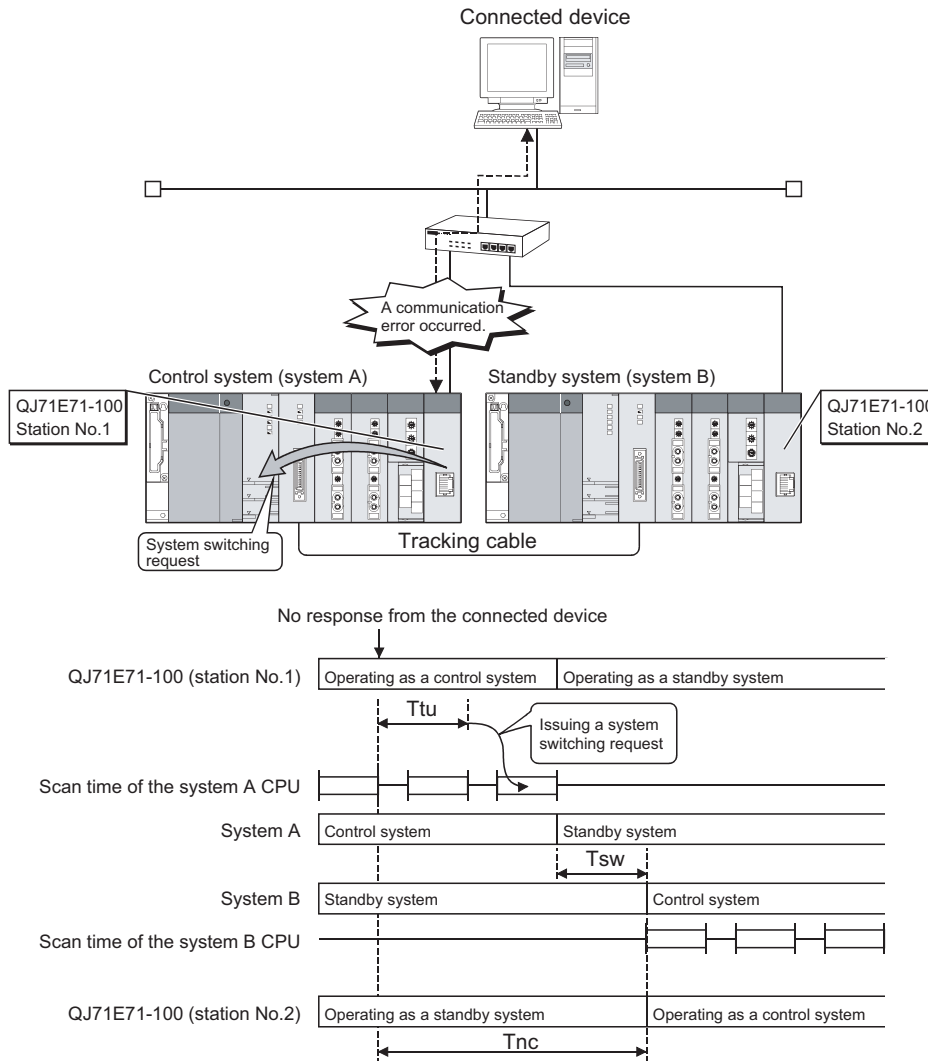 Connected device
A communication
error occurred.
Control system (system A)
Standby system (system B)
QJ71E71-100
Station No.1
QJ71E71-100
Station No.2
System switching
request
Tracking cable
No response from the connected device
QJ71E71-100 (station No.1)
Operating as a control system
Operating as a standby system
Ttu
Issuing a system
switching request
Scan time of the system A CPU
System A
Control system
Standby system
Tsw
System B
Standby system
Control system
Scan time of the system B CPU
QJ71E71-100 (station No.2)
Operating as a standby system
Operating as a control system
Tnc